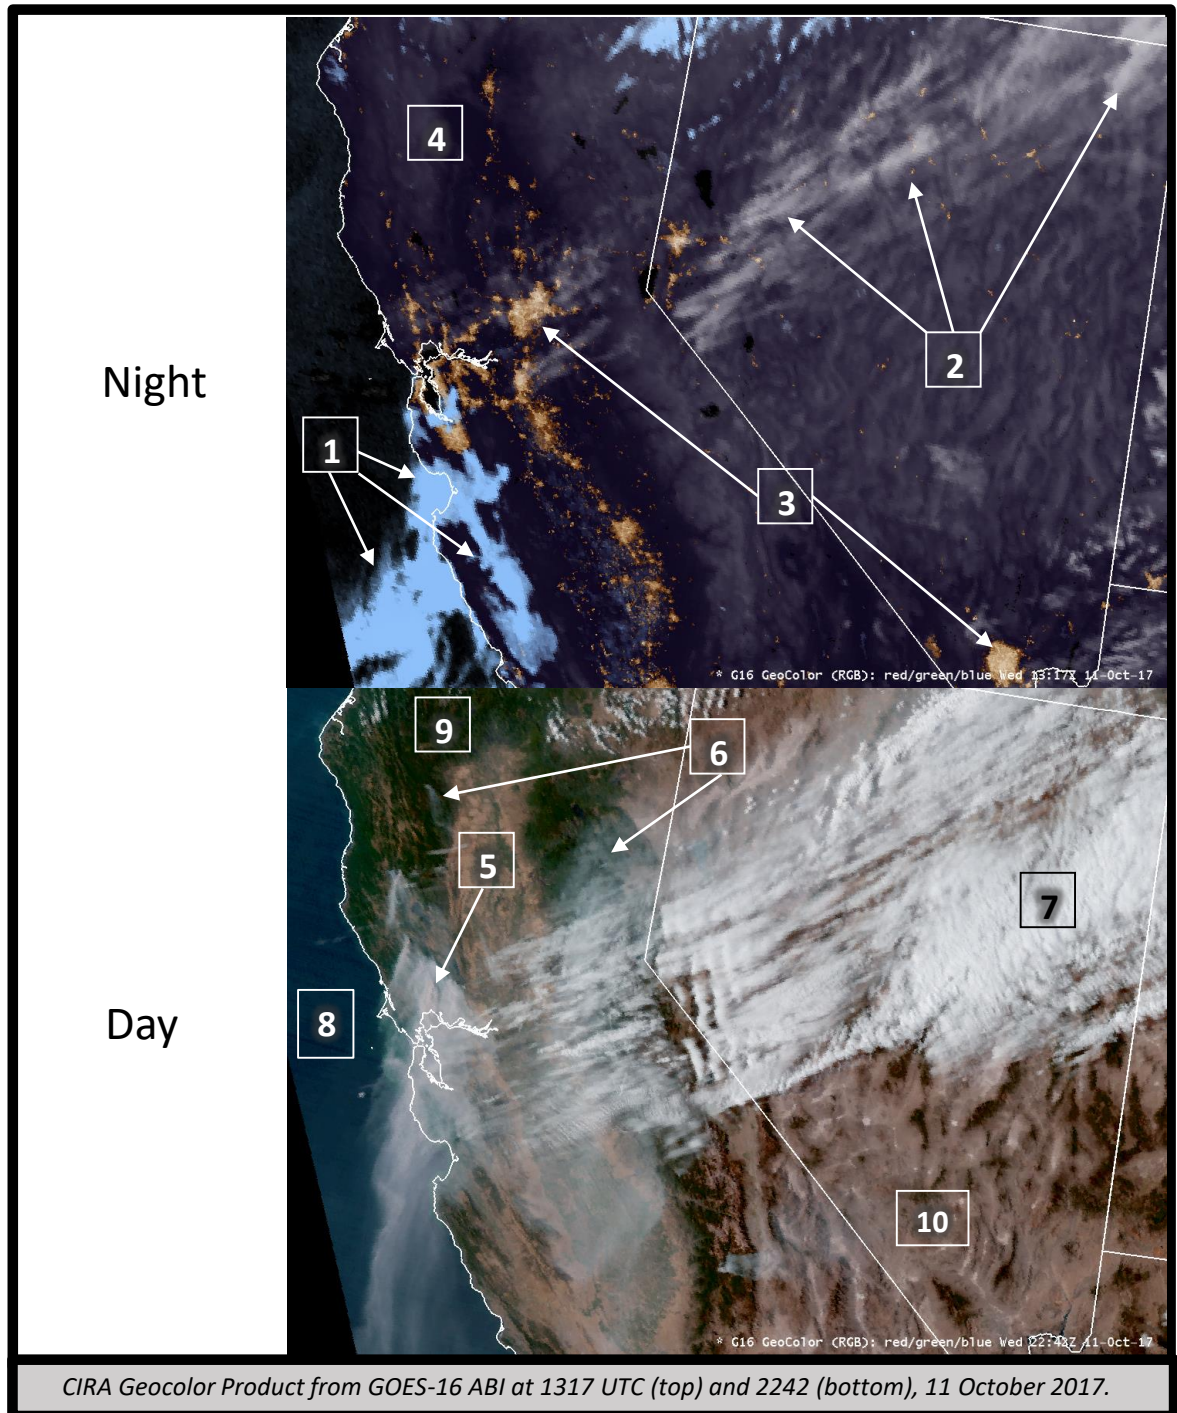 Night
4
2
1
3
* G16 GeoColor (RGB): red/green/blue Wed 13:17Z 11-Oct-17
Day
9
6
5
7
8
10
* G16 GeoColor (RGB): red/green/blue Wed 22:42Z 11-Oct-17
CIRA Geocolor Product from GOES-16 ABI at 1317 UTC (top) and 2242 (bottom), 11 October 2017.